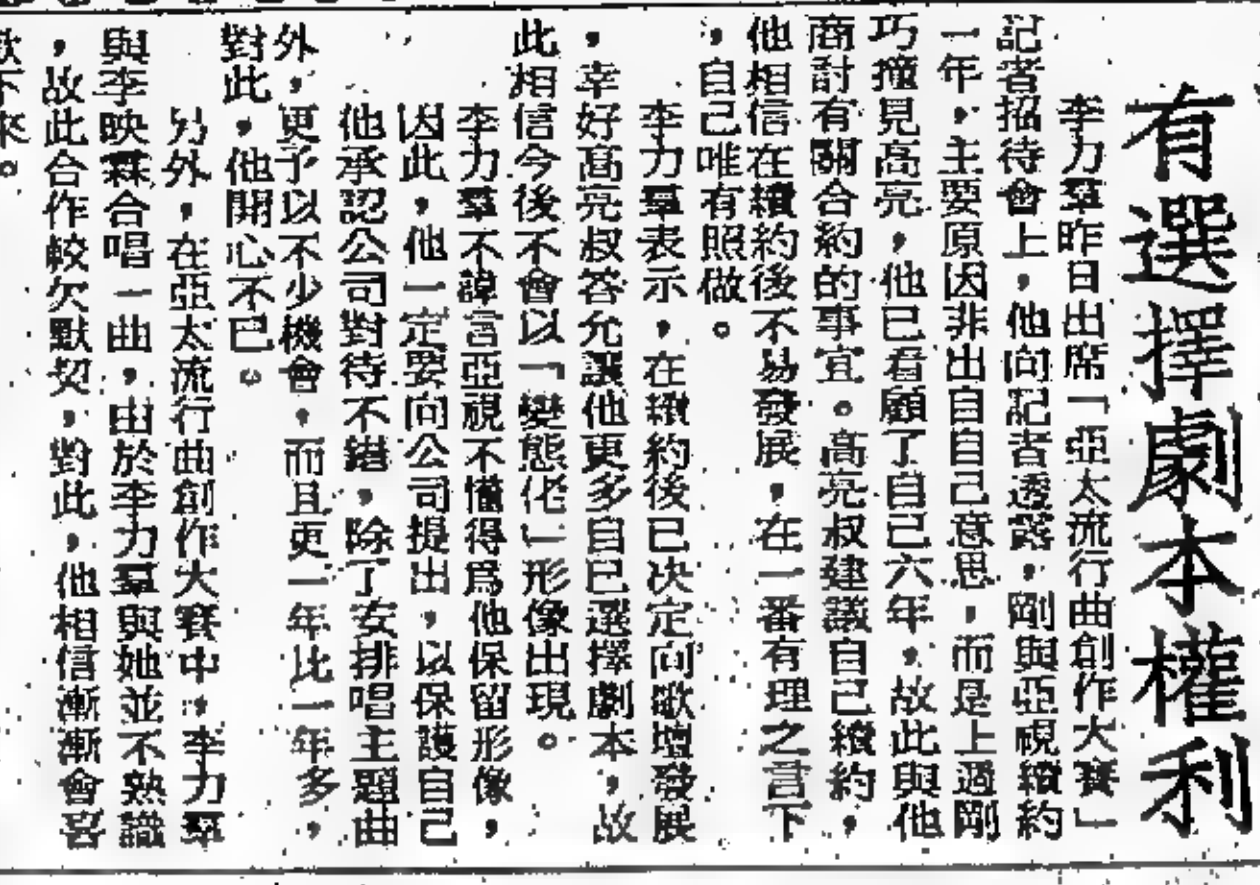 有選擇劇本權利
李力羣昨日出席「亞太流行曲創作大賽」
記者招待會上，他向記者透露，剛與亞視續約
一年，主要原因非出自自己意思，而是上週剛
巧撞見高亮，他已看顧了自己六年，故此與他
商討有關合約的事宜。高亮叔建議自己續約，
他相信在續約後不易發展，在一番有理之言下
，自己唯有照做。
李力羣表示，在續約後已決定向歌壇發展
，幸好高亮叔答允讓他更多自己選擇劇本，故
此相信今後不會以「變態佬」形像出現。
李力羣不諱言亞視不懂得爲他保留形像，
因此，他一定要向公司提出，以保護自己
他承認公司對待不錯，除了安排唱主題曲
外，更予以不少機會，而且更一年比一年多，
對此，他開心不已。
另外，在亞太流行曲創作大賽中，李力羣
與李映霖合唱一曲，由於李力羣與她並不熟識
，故此合作較欠默契，對此，他相信漸漸會客
歌下來。